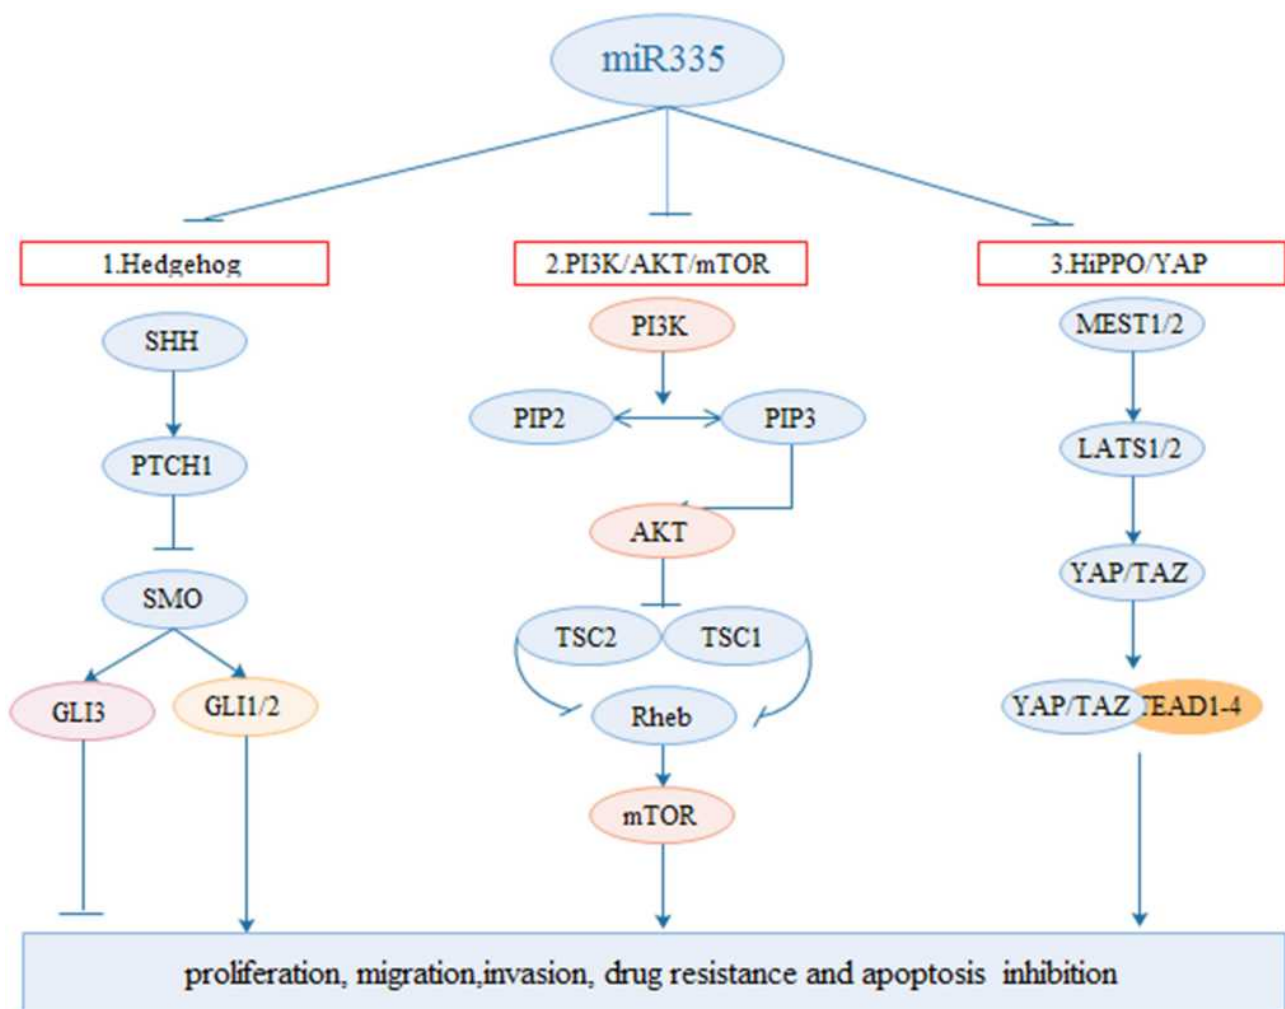 miR335
1.Hedgehog
2.PI3K/AKT/mTOR
3.HiPPO/YAP
SHH
PTCH1
SMO
GLI3
GLI1/2
PI3K
PIP2
PIP3
AKT
TSC2
TSC1
Rheb
mTOR
MEST1/2
LATS1/2
YAP/TAZ
YAP/TAZ
TEAD1-4
proliferation, migration,invasion, drug resistance and apoptosis inhibition